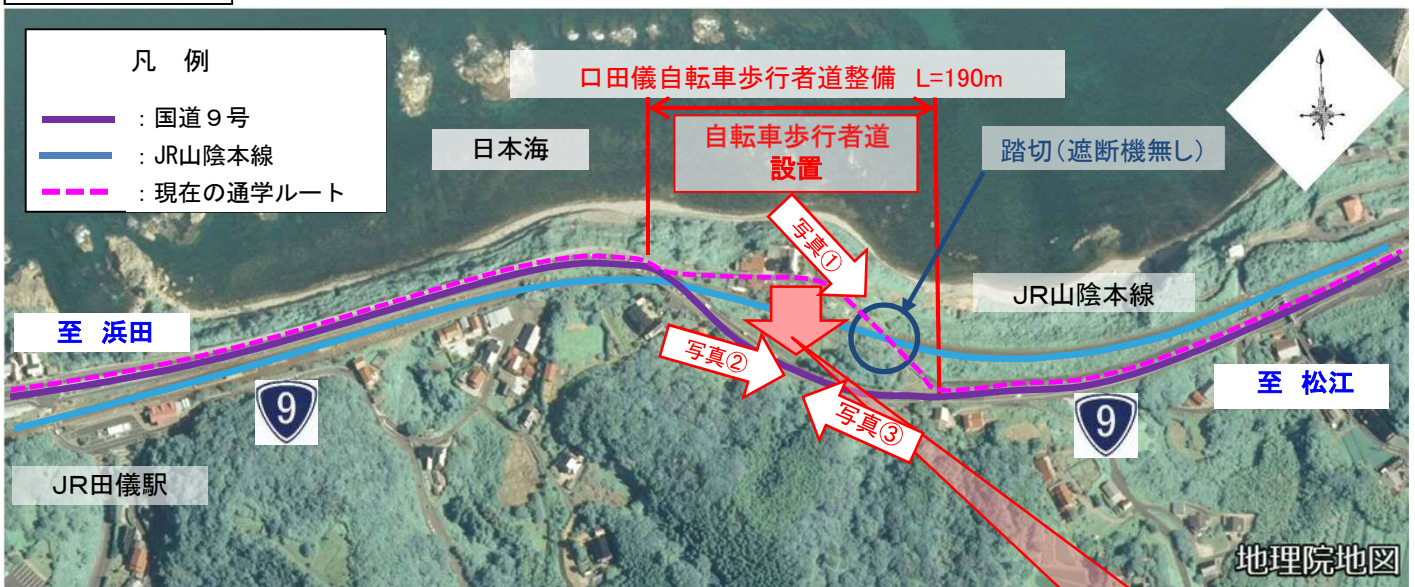 凡 例
：国道９号
：JR山陰本線
：現在の通学ルート
口田儀自転車歩行者道整備 L=190m
自転車歩行者道
設置
日本海
踏切（遮断機無し）
写真①
JR山陰本線
至 浜田
写真②
写真③
至 松江
9
9
JR田儀駅
地理院地図